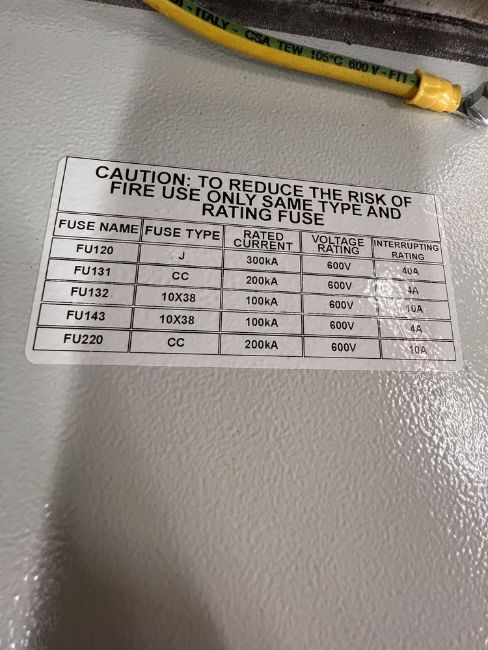 - ITALY - CSA TEW 105°C 600 V - FT1 -
CAUTION: TO REDUCE THE RISK OF
FIRE USE ONLY SAME TYPE AND
RATING FUSE
FUSE NAME FUSE TYPE RATED CURRENT VOLTAGE RATING INTERRUPTING RATING
FU120 J 300kA 600V 40A
FU131 CC 200kA 600V 4A
FU132 10X38 100kA 600V 10A
FU143 10X38 100kA 600V 4A
FU220 CC 200kA 600V 10A